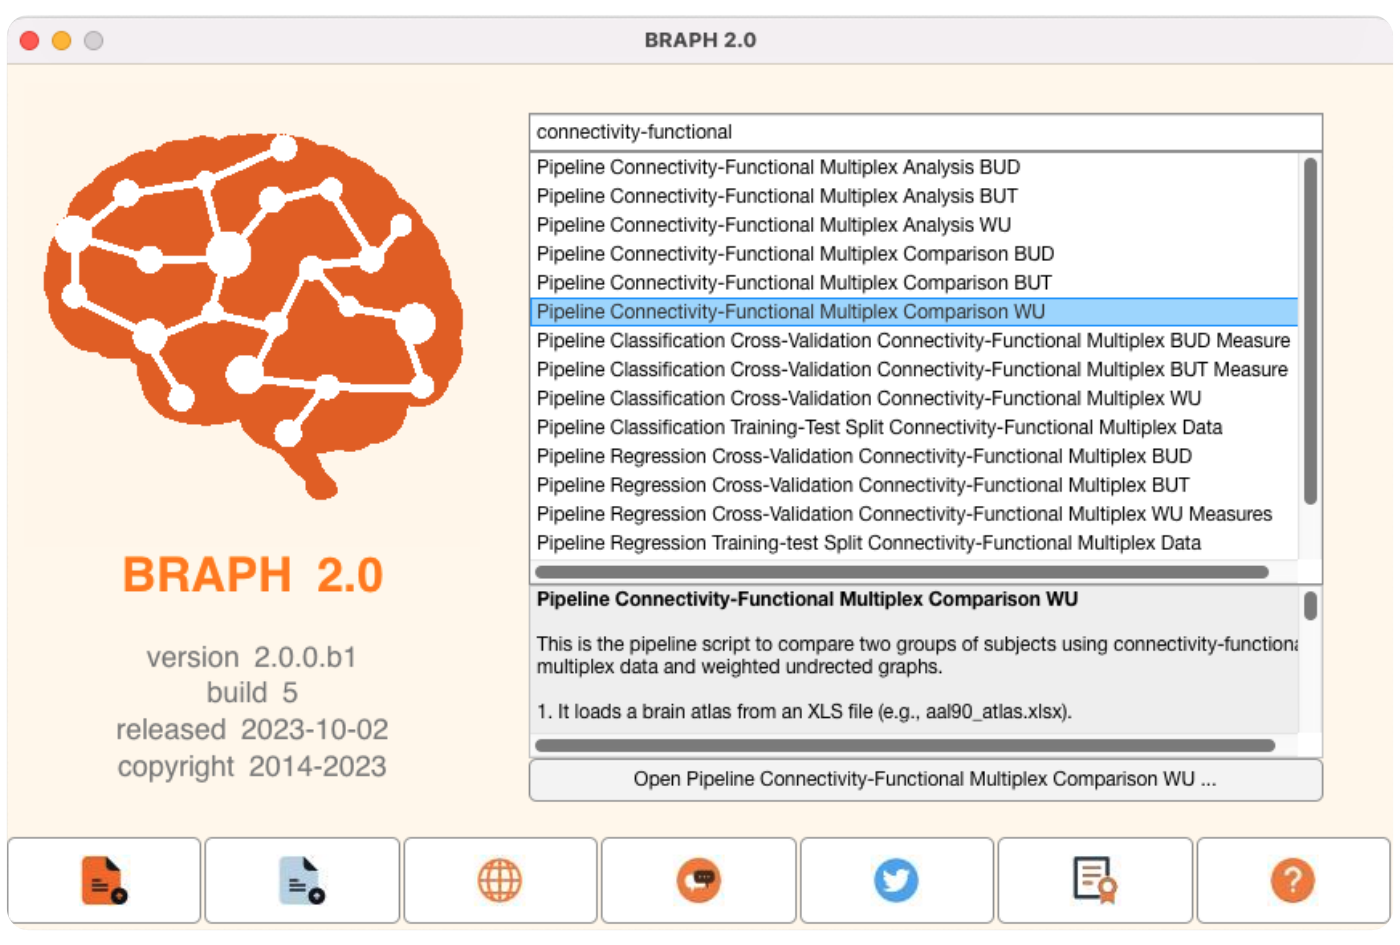 BRAPH 2.0
connectivity-functional
Pipeline Connectivity-Functional Multiplex Analysis BUD
Pipeline Connectivity-Functional Multiplex Analysis BUT
Pipeline Connectivity-Functional Multiplex Analysis WU
Pipeline Connectivity-Functional Multiplex Comparison BUD
Pipeline Connectivity-Functional Multiplex Comparison BUT
Pipeline Connectivity-Functional Multiplex Comparison WU
Pipeline Classification Cross-Validation Connectivity-Functional Multiplex BUD Measure
Pipeline Classification Cross-Validation Connectivity-Functional Multiplex BUT Measure
Pipeline Classification Cross-Validation Connectivity-Functional Multiplex WU
Pipeline Classification Training-Test Split Connectivity-Functional Multiplex Data
Pipeline Regression Cross-Validation Connectivity-Functional Multiplex BUD
Pipeline Regression Cross-Validation Connectivity-Functional Multiplex BUT
Pipeline Regression Cross-Validation Connectivity-Functional Multiplex WU Measures
Pipeline Regression Training-test Split Connectivity-Functional Multiplex Data
Pipeline Connectivity-Functional Multiplex Comparison WU
This is the pipeline script to compare two groups of subjects using connectivity-functiona
multiplex data and weighted undrected graphs.
1. It loads a brain atlas from an XLS file (e.g., aal90_atlas.xlsx).
Open Pipeline Connectivity-Functional Multiplex Comparison WU ...
BRAPH 2.0
version 2.0.0.b1
build 5
released 2023-10-02
copyright 2014-2023
?